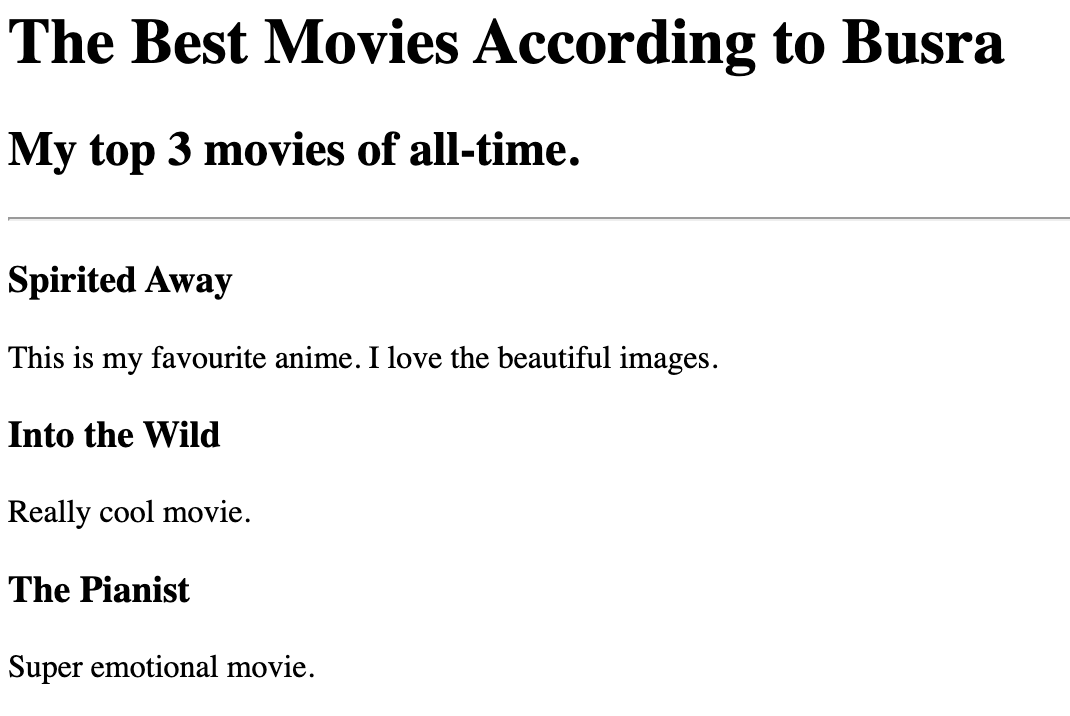 The Best Movies According to Busra
My top 3 movies of all-time.
Spirited Away
This is my favourite anime. I love the beautiful images.
Into the Wild
Really cool movie.
The Pianist
Super emotional movie.